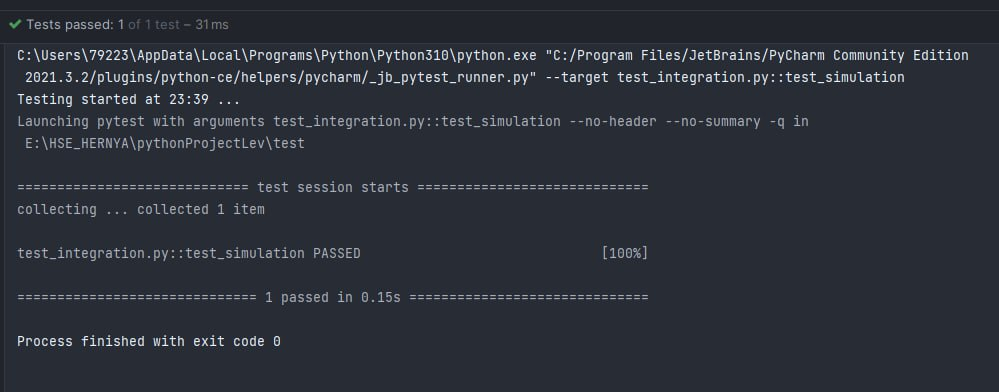 Tests passed: 1 of 1 test – 31 ms
C:\Users\79223\AppData\Local\Programs\Python\Python310\python.exe "C:/Program Files/JetBrains/PyCharm Community Edition
2021.3.2/plugins/python-ce/helpers/pycharm/_jb_pytest_runner.py" --target test_integration.py::test_simulation
Testing started at 23:39 ...
Launching pytest with arguments test_integration.py::test_simulation --no-header --no-summary -q in
E:\HSE_HERNYA\pythonProjectLev\test
============================= test session starts =============================
collecting ... collected 1 item
test_integration.py::test_simulation PASSED [100%]
============================== 1 passed in 0.15s ==============================
Process finished with exit code 0